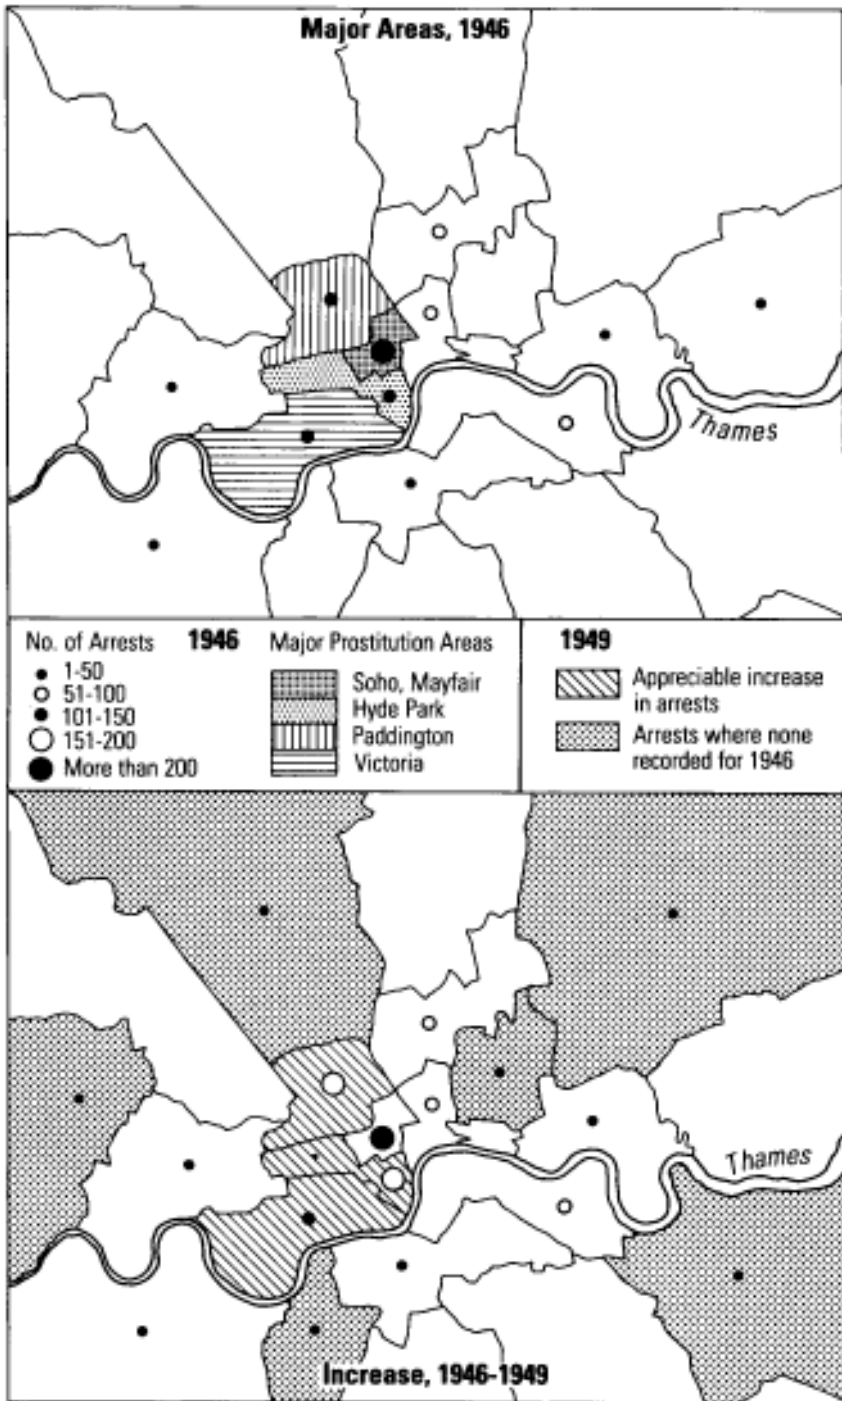 Major Areas, 1946
Thames
No. of Arrests 1946
1-50
51-100
101-150
151-200
More than 200
Major Prostitution Areas
Soho, Mayfair
Hyde Park
Paddington
Victoria
1949
Appreciable increase
in arrests
Arrests where none
recorded for 1946
Thames
Increase, 1946-1949